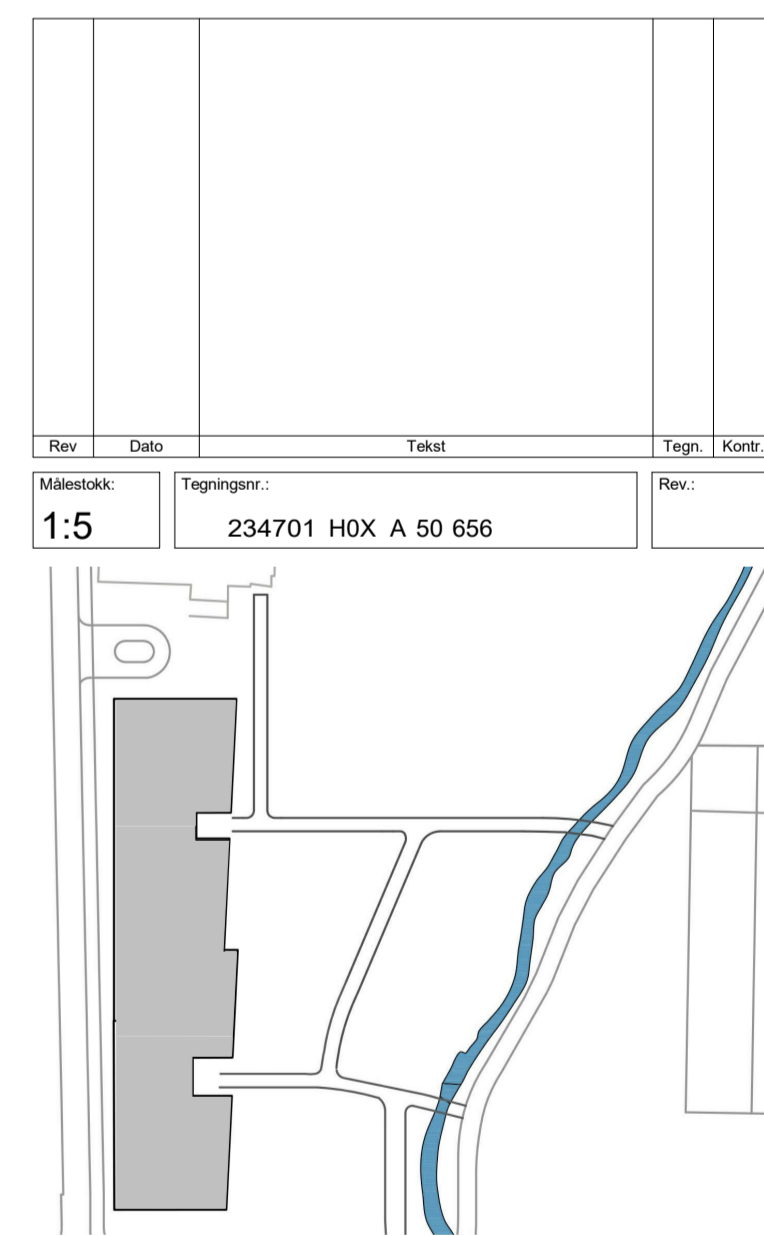 Rev Dato Tekst Tegn. Kontr.
Målestokk: Tegningsnr.: Rev.:
1:5 234701 H0X A 50 656